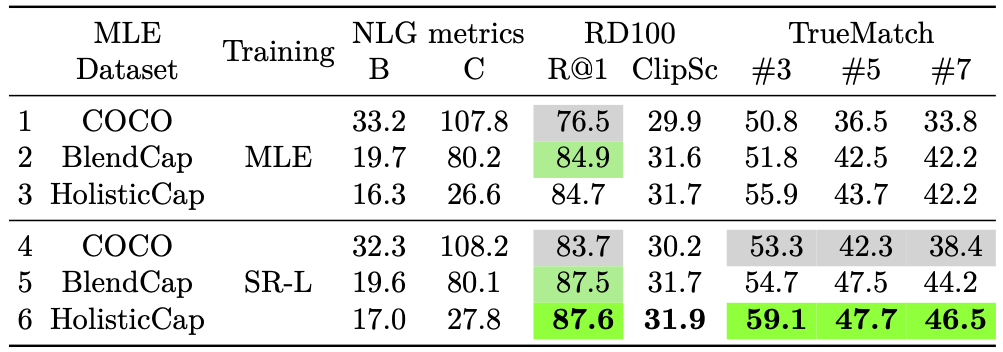 MLE Dataset Training NLG metrics RD100 TrueMatch
B C R@1 ClipSc #3 #5 #7
1 COCO 33.2 107.8 76.5 29.9 50.8 36.5 33.8
2 BlendCap MLE 19.7 80.2 84.9 31.6 51.8 42.5 42.2
3 HolisticCap 16.3 26.6 84.7 31.7 55.9 43.7 42.2
4 COCO 32.3 108.2 83.7 30.2 53.3 42.3 38.4
5 BlendCap SR-L 19.6 80.1 87.5 31.7 54.7 47.5 44.2
6 HolisticCap 17.0 27.8 87.6 31.9 59.1 47.7 46.5